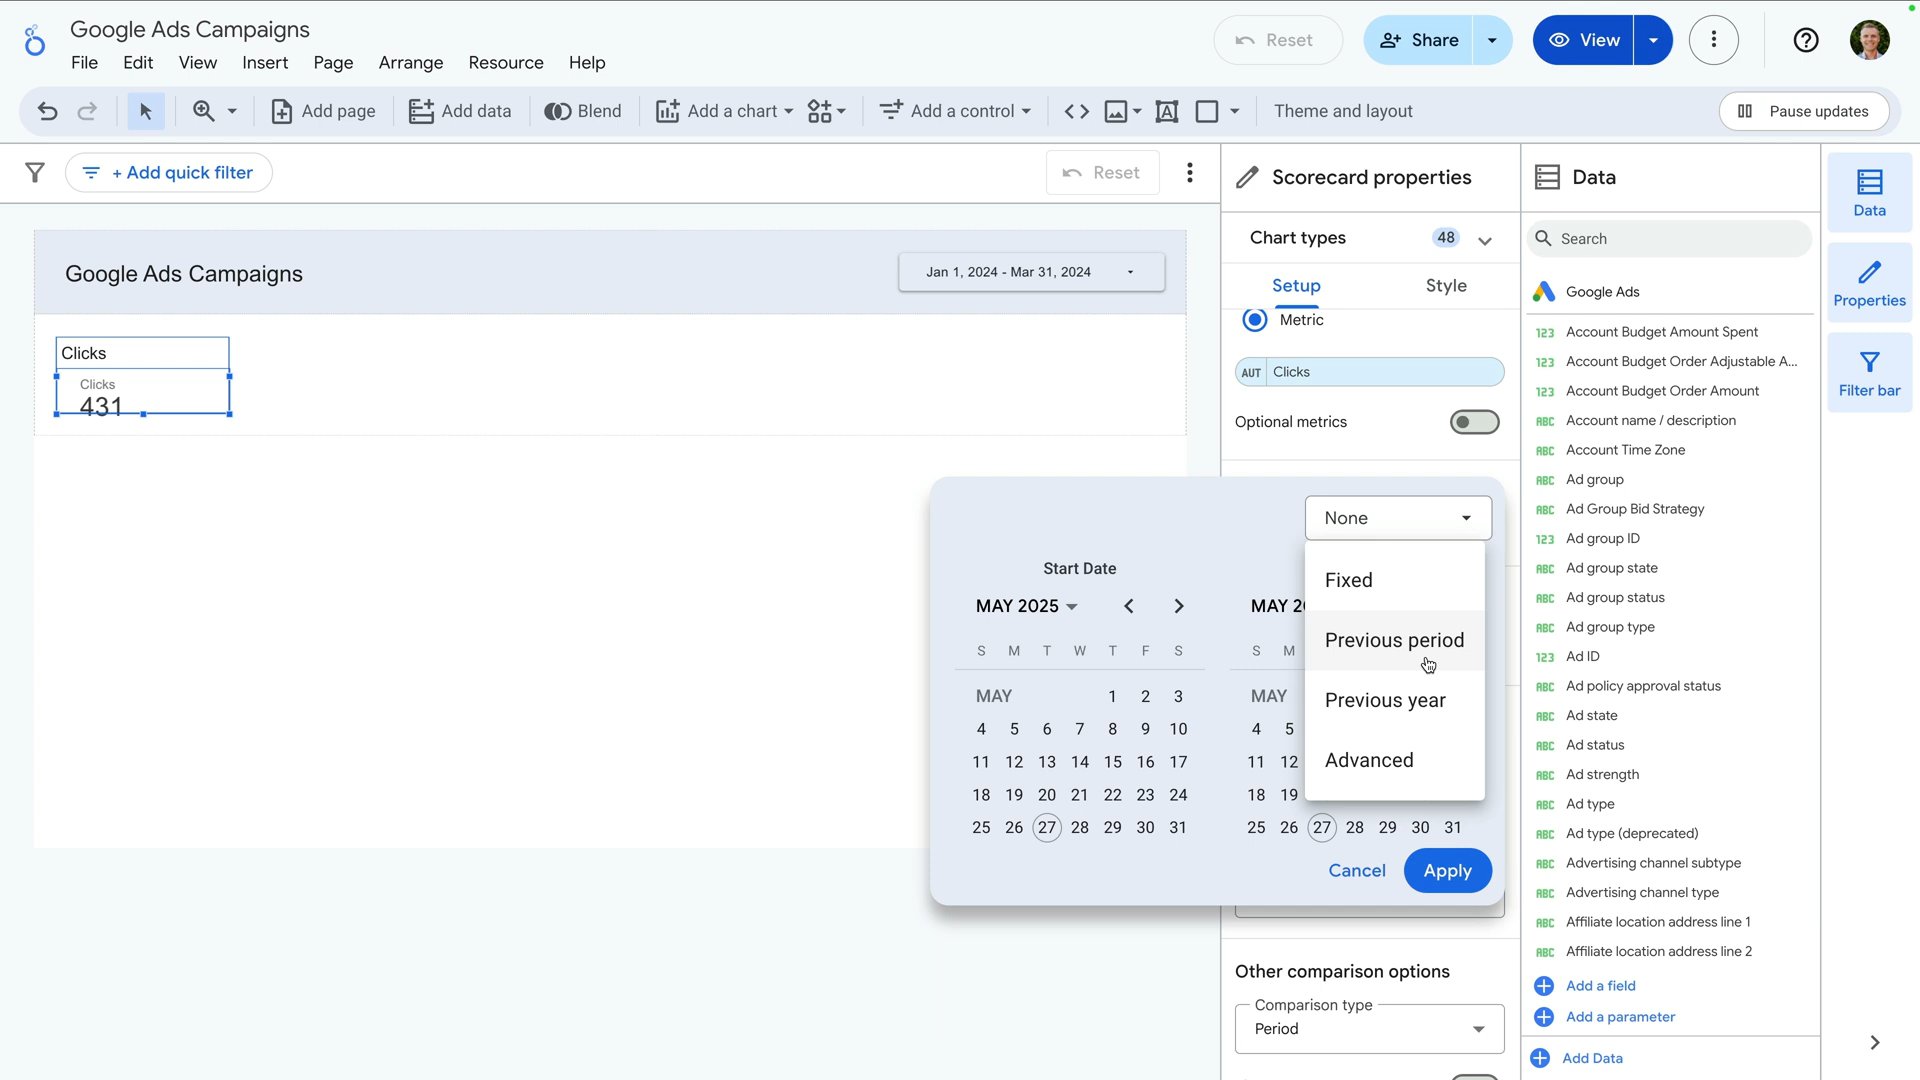 Google Ads Campaigns
File Edit View Insert Page Arrange Resource Help
Reset
Share
View
Add page
Add data
Blend
Add a chart
Add a control
Theme and layout
Pause updates
+ Add quick filter
Reset
Google Ads Campaigns
Jan 1, 2024 - Mar 31, 2024
Clicks
Clicks
431
Scorecard properties
Chart types 48
Setup Style
Metric
AUT Clicks
Optional metrics
None
Fixed
Previous period
Previous year
Advanced
Start Date
MAY 2025
S M T W T F S
MAY 1 2 3
4 5 6 7 8 9 10
11 12 13 14 15 16 17
18 19 20 21 22 23 24
25 26 27 28 29 30 31
MAY 2
S M
MAY
4 5
11 12
18 19
25 26 27 28 29 30 31
Cancel Apply
Other comparison options
Comparison type
Period
Data
Search
Google Ads
123 Account Budget Amount Spent
123 Account Budget Order Adjustable A...
123 Account Budget Order Amount
ABC Account name / description
ABC Account Time Zone
ABC Ad group
ABC Ad Group Bid Strategy
123 Ad group ID
ABC Ad group state
ABC Ad group status
ABC Ad group type
123 Ad ID
ABC Ad policy approval status
ABC Ad state
ABC Ad status
ABC Ad strength
ABC Ad type
ABC Ad type (deprecated)
ABC Advertising channel subtype
ABC Advertising channel type
ABC Affiliate location address line 1
ABC Affiliate location address line 2
Add a field
Add a parameter
Add Data
Data
Properties
Filter bar